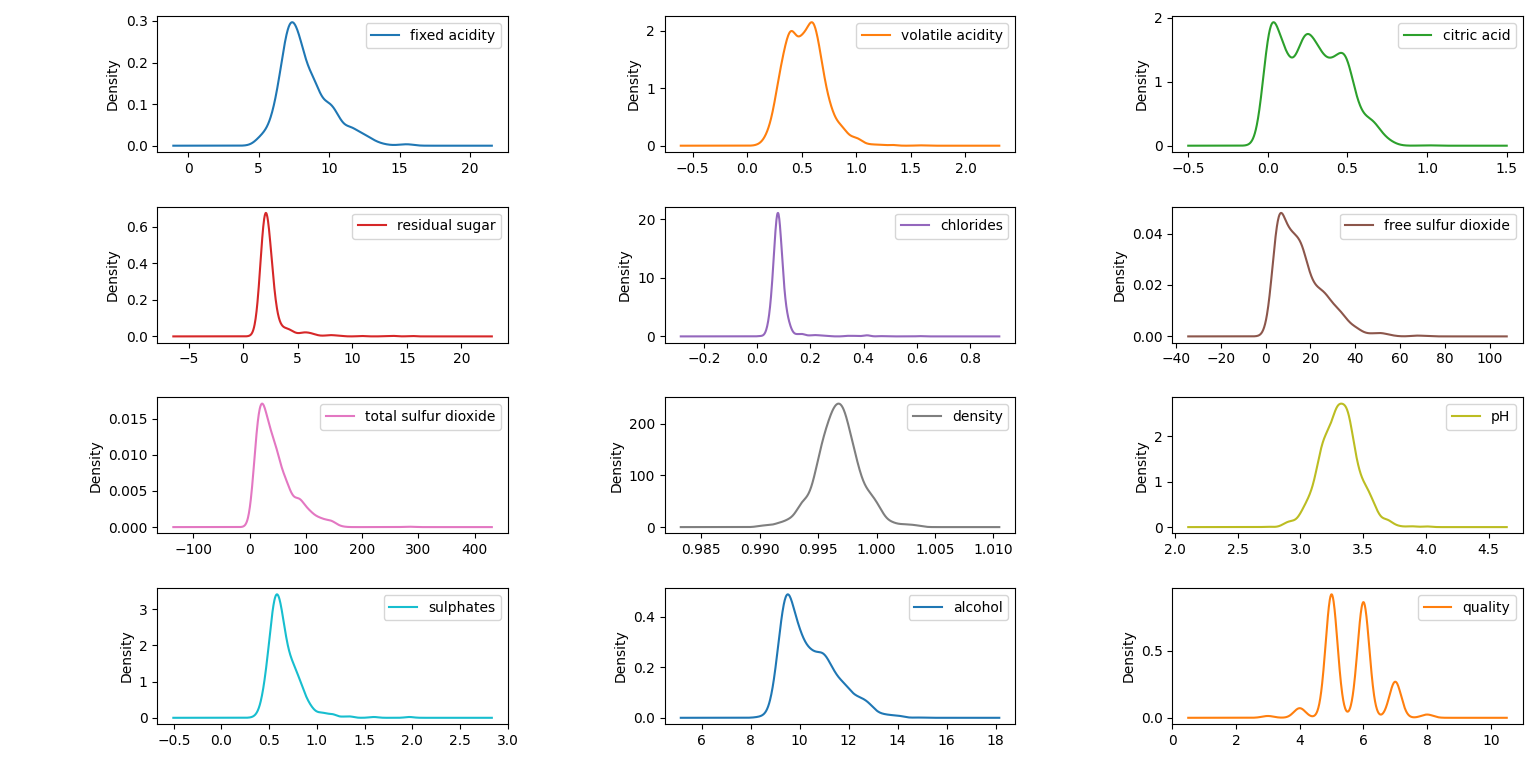 fixed acidity
Density
0.3
0.2
0.1
0.0
0 5 10 15 20
volatile acidity
Density
2
1
0
−0.5 0.0 0.5 1.0 1.5 2.0
citric acid
Density
2
1
0
−0.5 0.0 0.5 1.0 1.5
residual sugar
Density
0.6
0.4
0.2
0.0
−5 0 5 10 15 20
chlorides
Density
20
10
0
−0.2 0.0 0.2 0.4 0.6 0.8
free sulfur dioxide
Density
0.04
0.02
0.00
−40 −20 0 20 40 60 80 100
total sulfur dioxide
Density
0.015
0.010
0.005
0.000
−100 0 100 200 300 400
density
Density
200
100
0
0.985 0.990 0.995 1.000 1.005 1.010
pH
Density
2
1
0
2.0 2.5 3.0 3.5 4.0 4.5
sulphates
Density
3
2
1
0
−0.5 0.0 0.5 1.0 1.5 2.0 2.5 3.0
alcohol
Density
0.4
0.2
0.0
6 8 10 12 14 16 18
quality
Density
0.5
0.0
0 2 4 6 8 10